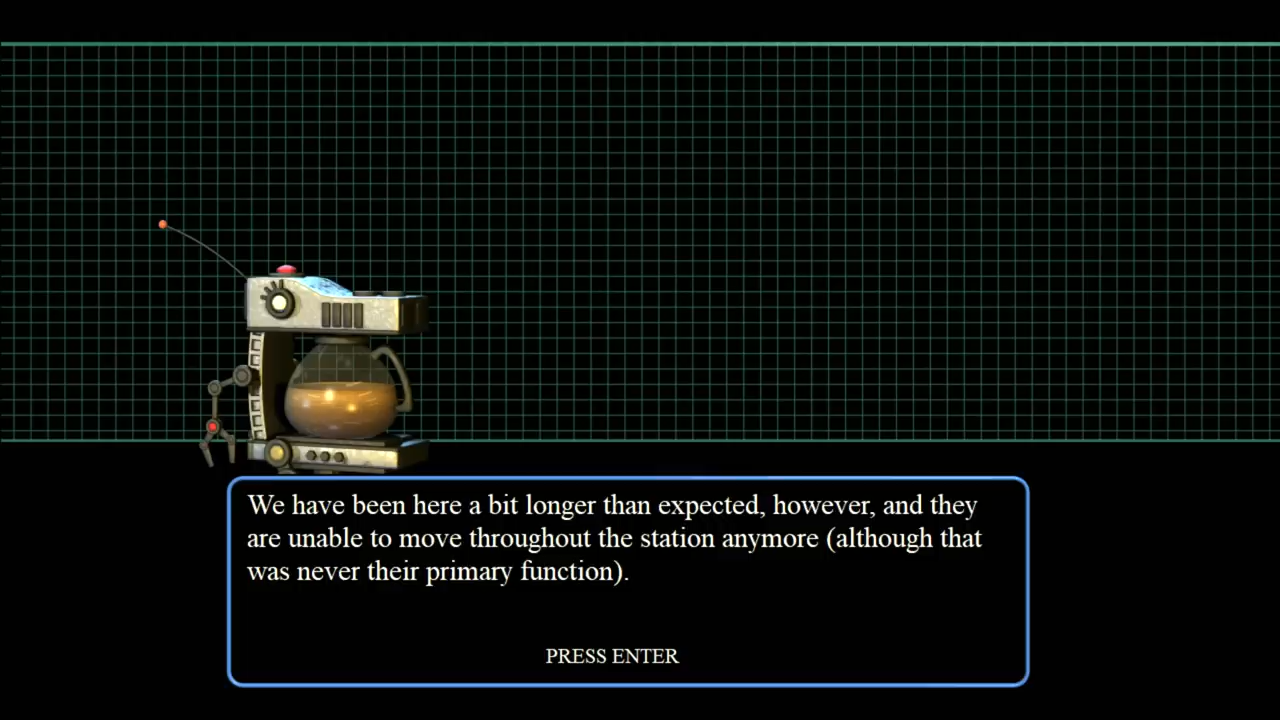 We have been here a bit longer than expected, however, and they
are unable to move throughout the station anymore (although that
was never their primary function).
PRESS ENTER